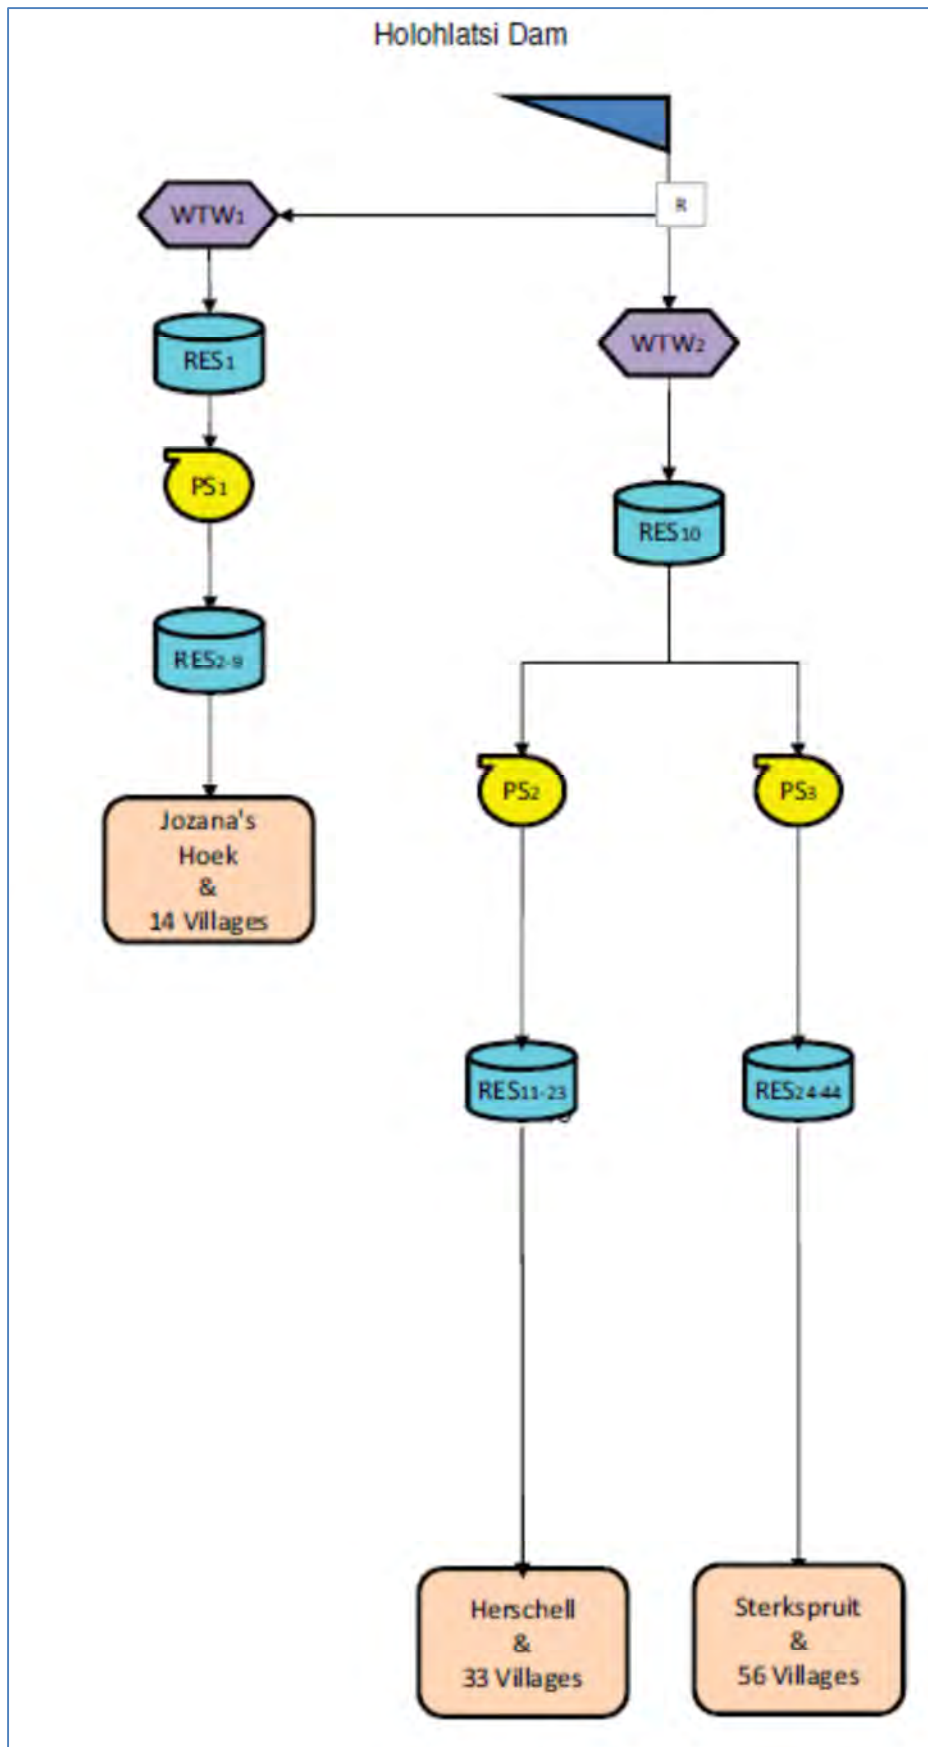 Holohlatsi Dam
R
WTW1
WTW2
RES1
PS1
RES10
RES2-9
PS2
PS3
Jozana's
Hoek
&
14 Villages
RES11-23
RES24-44
Herschell
&
33 Villages
Sterkspruit
&
56 Villages